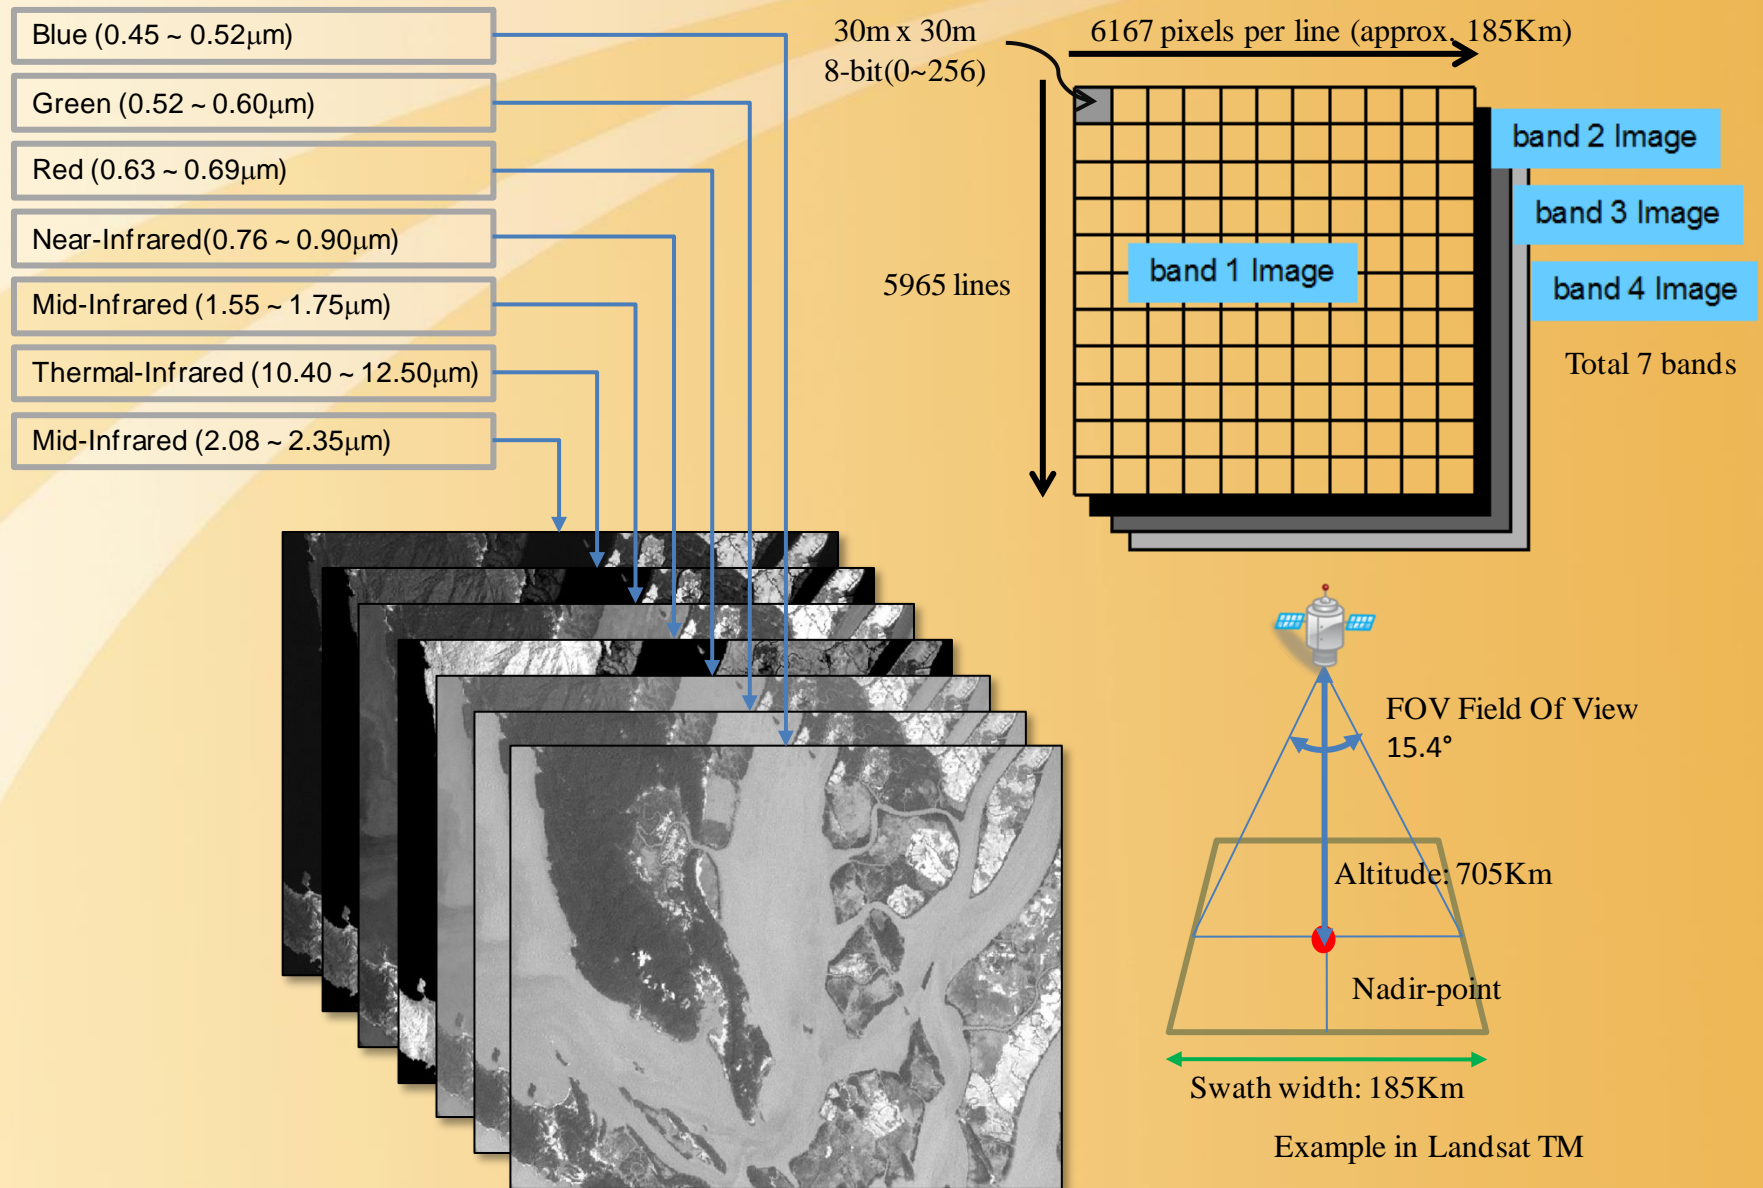 Blue (0.45 ~ 0.52μm)
Green (0.52 ~ 0.60μm)
Red (0.63 ~ 0.69μm)
Near-Infrared(0.76 ~ 0.90μm)
Mid-Infrared (1.55 ~ 1.75μm)
Thermal-Infrared (10.40 ~ 12.50μm)
Mid-Infrared (2.08 ~ 2.35μm)
30m x 30m
8-bit(0~256)
6167 pixels per line (approx. 185Km)
5965 lines
band 1 Image
band 2 Image
band 3 Image
band 4 Image
Total 7 bands
FOV Field Of View
15.4°
Altitude: 705Km
Nadir-point
Swath width: 185Km
Example in Landsat TM